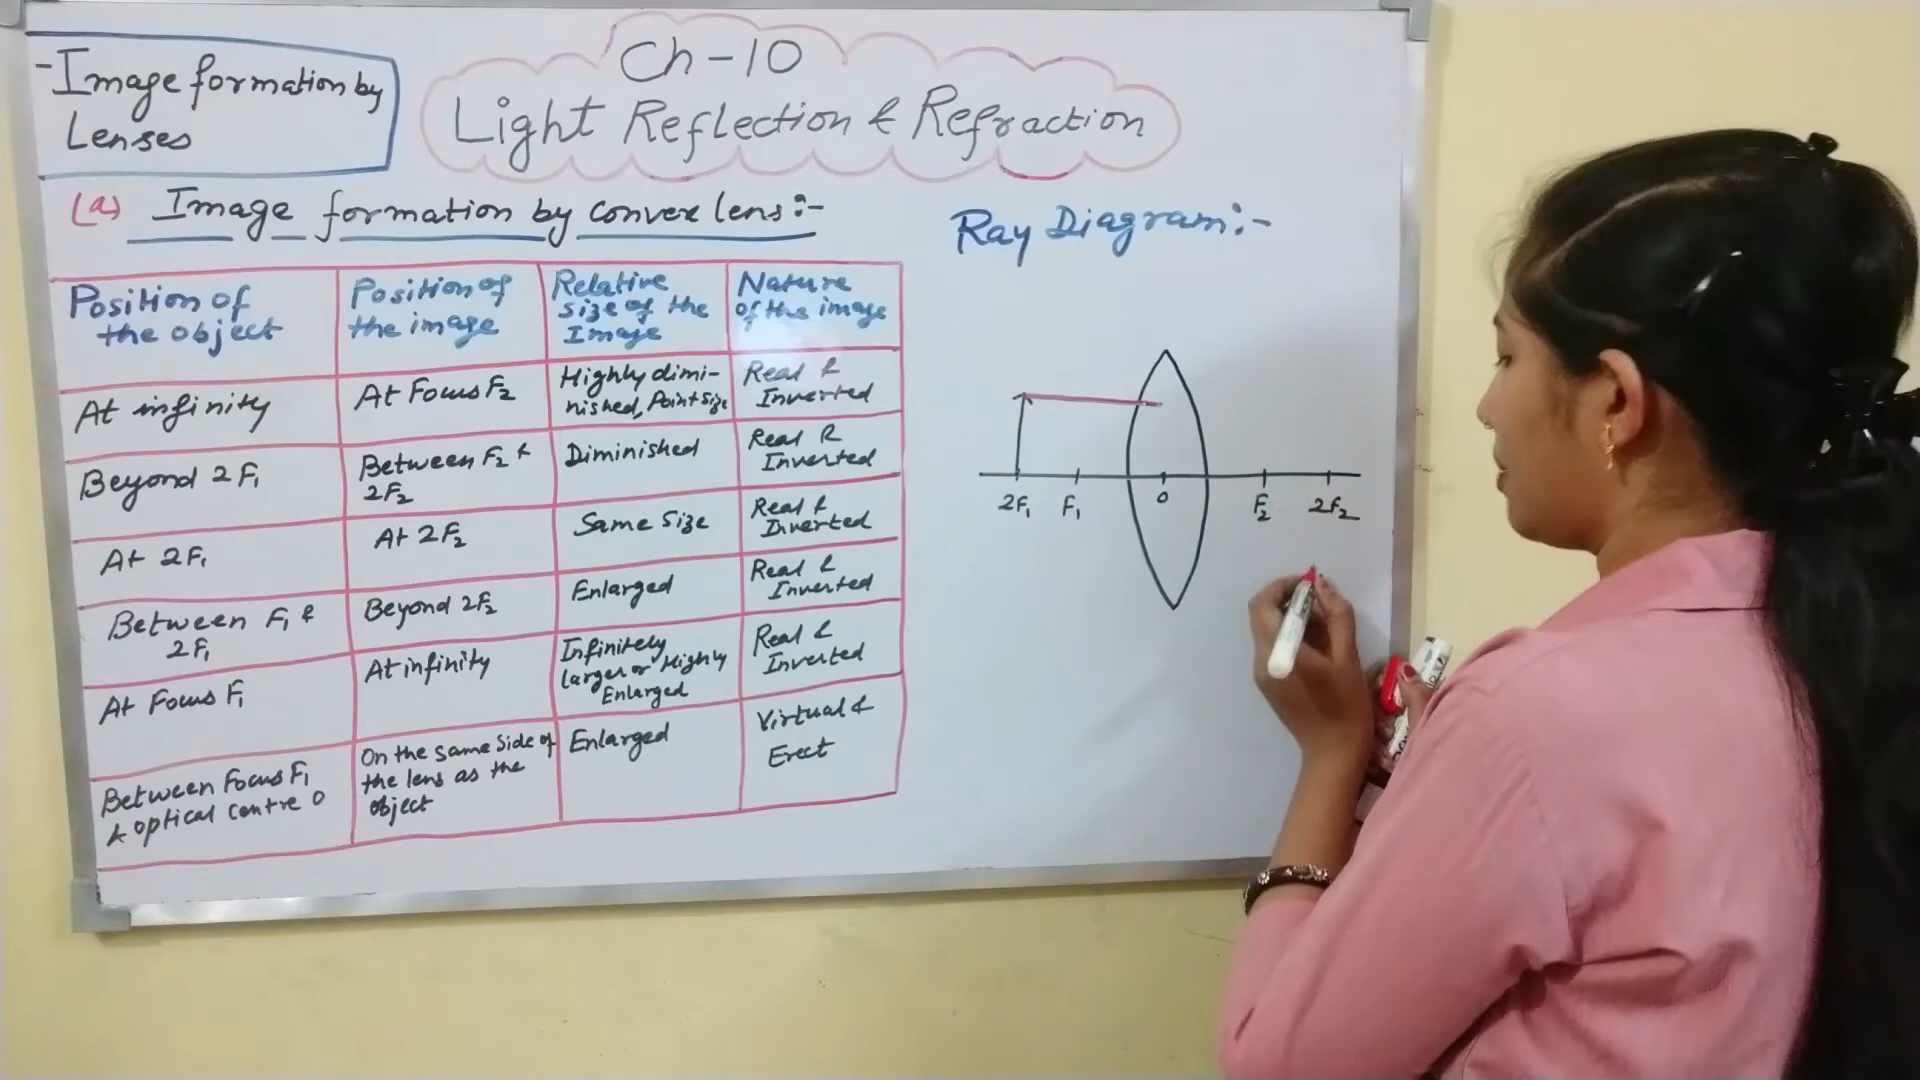 -Image formation by
Lenses
Ch-10
Light Reflection & Refraction
(a) Image formation by convex lens:-
Ray Diagram:-
Position of
the object
Position of
the image
Relative
size of the
Image
Nature
of the image
At infinity
At Focus F2
Highly dimi-
nished, Point size
Real &
Inverted
Beyond 2F1
Between F2 &
2F2
Diminished
Real &
Inverted
At 2F1
At 2F2
Same Size
Real &
Inverted
Between F1 &
2F1
Beyond 2F2
Enlarged
Real &
Inverted
At Focus F1
At infinity
Infinitely
larger or Highly
Enlarged
Real &
Inverted
Between Focus F1
& optical centre O
On the same side of
the lens as the
object
Enlarged
Virtual &
Erect
2F1 F1 O F2 2F2